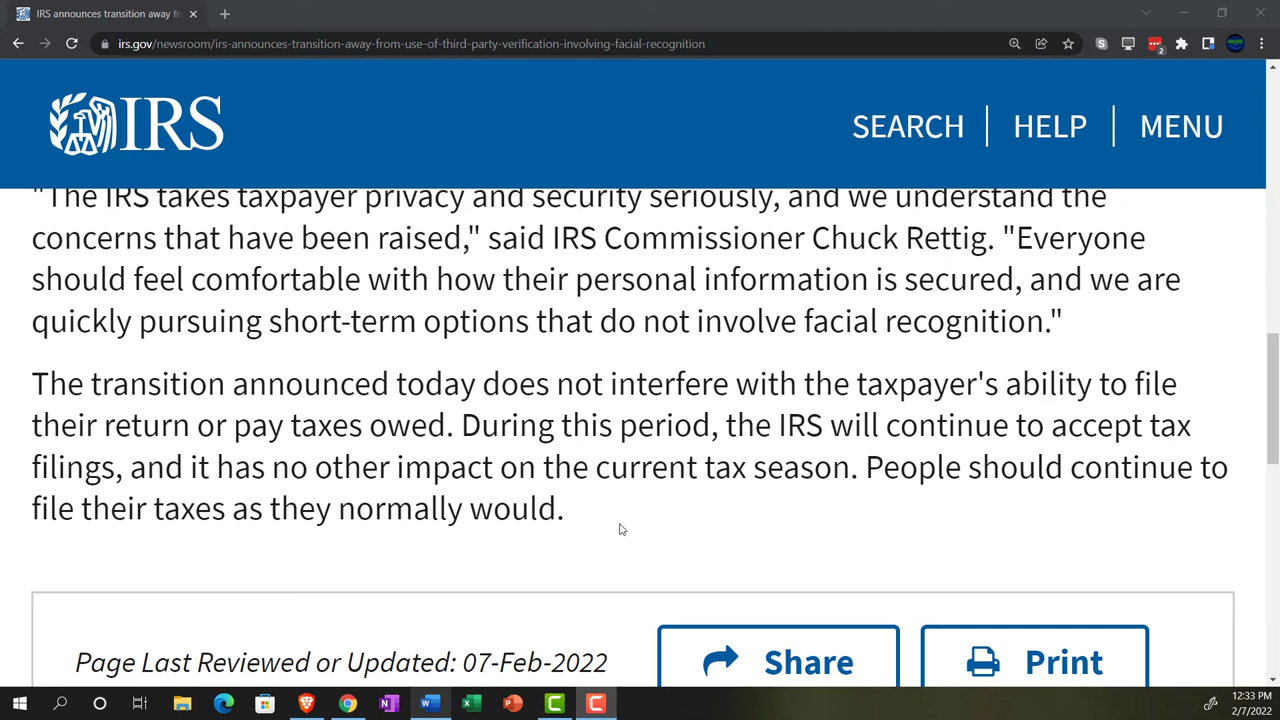 IRS announces transition away fr
irs.gov/newsroom/irs-announces-transition-away-from-use-of-third-party-verification-involving-facial-recognition
2
IRS
SEARCH HELP MENU
"The IRS takes taxpayer privacy and security seriously, and we understand the
concerns that have been raised," said IRS Commissioner Chuck Rettig. "Everyone
should feel comfortable with how their personal information is secured, and we are
quickly pursuing short-term options that do not involve facial recognition."
The transition announced today does not interfere with the taxpayer's ability to file
their return or pay taxes owed. During this period, the IRS will continue to accept tax
filings, and it has no other impact on the current tax season. People should continue to
file their taxes as they normally would.
Page Last Reviewed or Updated: 07-Feb-2022
Share
Print
12:33 PM
2/7/2022